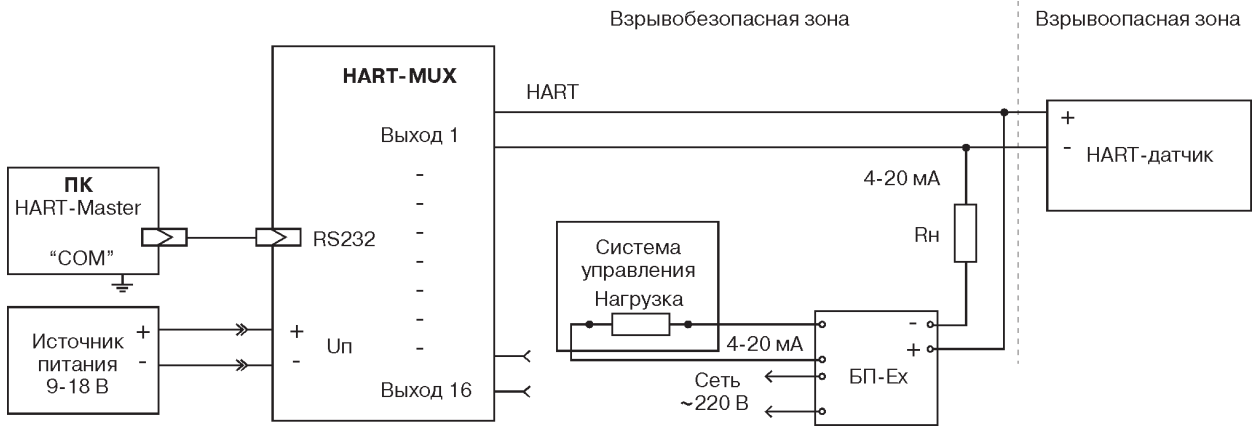 Взрывобезопасная зона
Взрывоопасная зона
HART-MUX
HART
Выход 1
+
-
HART-датчик
ПК
HART-Master
"COM"
RS232
4-20 мА
Rн
Система
управления
Нагрузка
4-20 мА
-
+
БП-Ex
Сеть
~220 В
Источник
питания
9-18 В
+
-
+
-
Uп
-
-
-
-
-
-
-
Выход 16